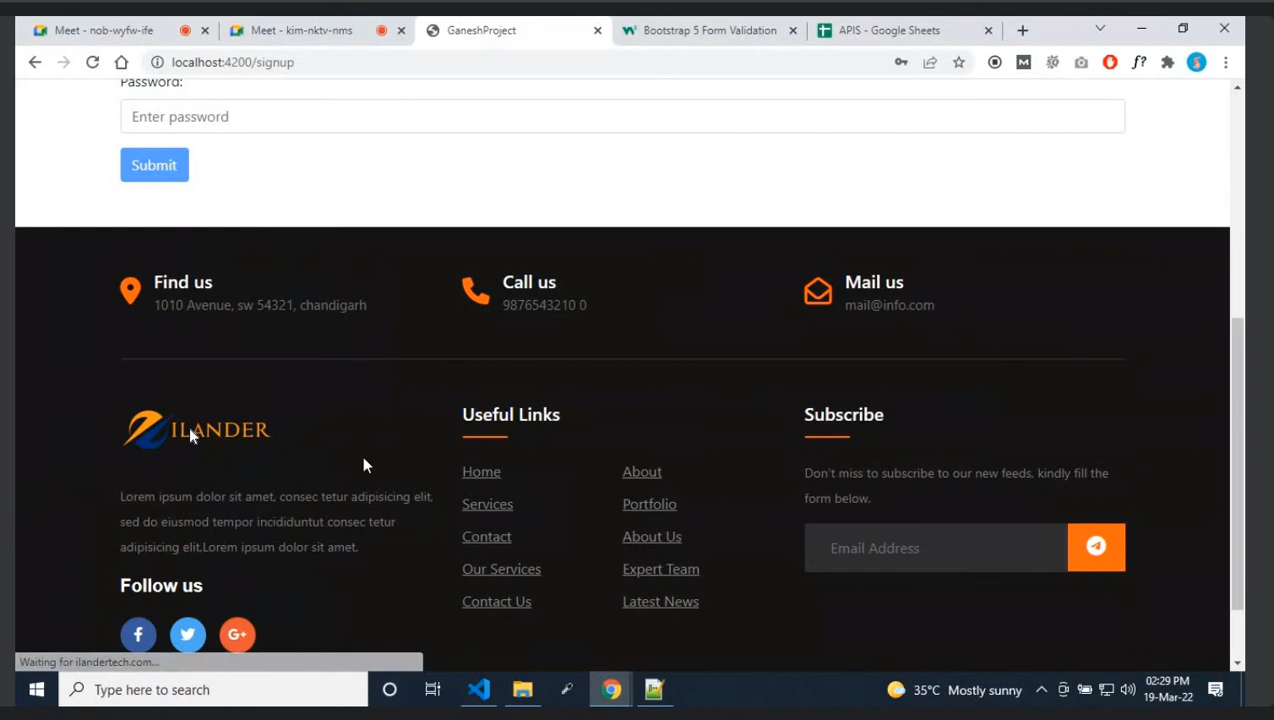 Meet - nob-wyfw-ife
Meet - kim-nktv-nms
GaneshProject
Bootstrap 5 Form Validation
APIS - Google Sheets
localhost:4200/signup
Password:
Enter password
Submit
Find us
1010 Avenue, sw 54321, chandigarh
Call us
9876543210 0
Mail us
mail@info.com
ILANDER
Lorem ipsum dolor sit amet, consec tetur adipisicing elit,
sed do eiusmod tempor incididuntut consec tetur
adipisicing elit.Lorem ipsum dolor sit amet.
Follow us
Useful Links
Home
About
Services
Portfolio
Contact
About Us
Our Services
Expert Team
Contact Us
Latest News
Subscribe
Don't miss to subscribe to our new feeds, kindly fill the
form below.
Email Address
Waiting for ilandertech.com...
Type here to search
35°C Mostly sunny
02:29 PM
19-Mar-22